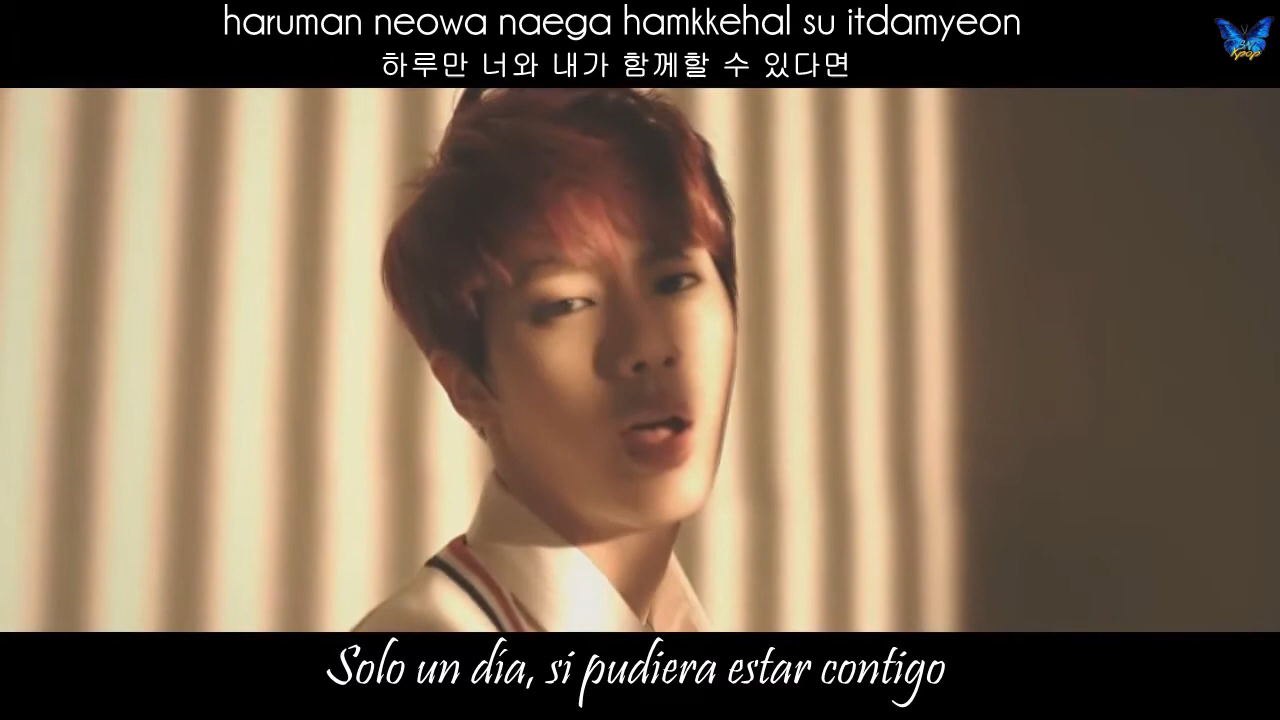 haruman neowa naega hamkkehal su itdamyeon
하루만 너와 내가 함께할 수 있다면
Kpop
Solo un día, si pudiera estar contigo